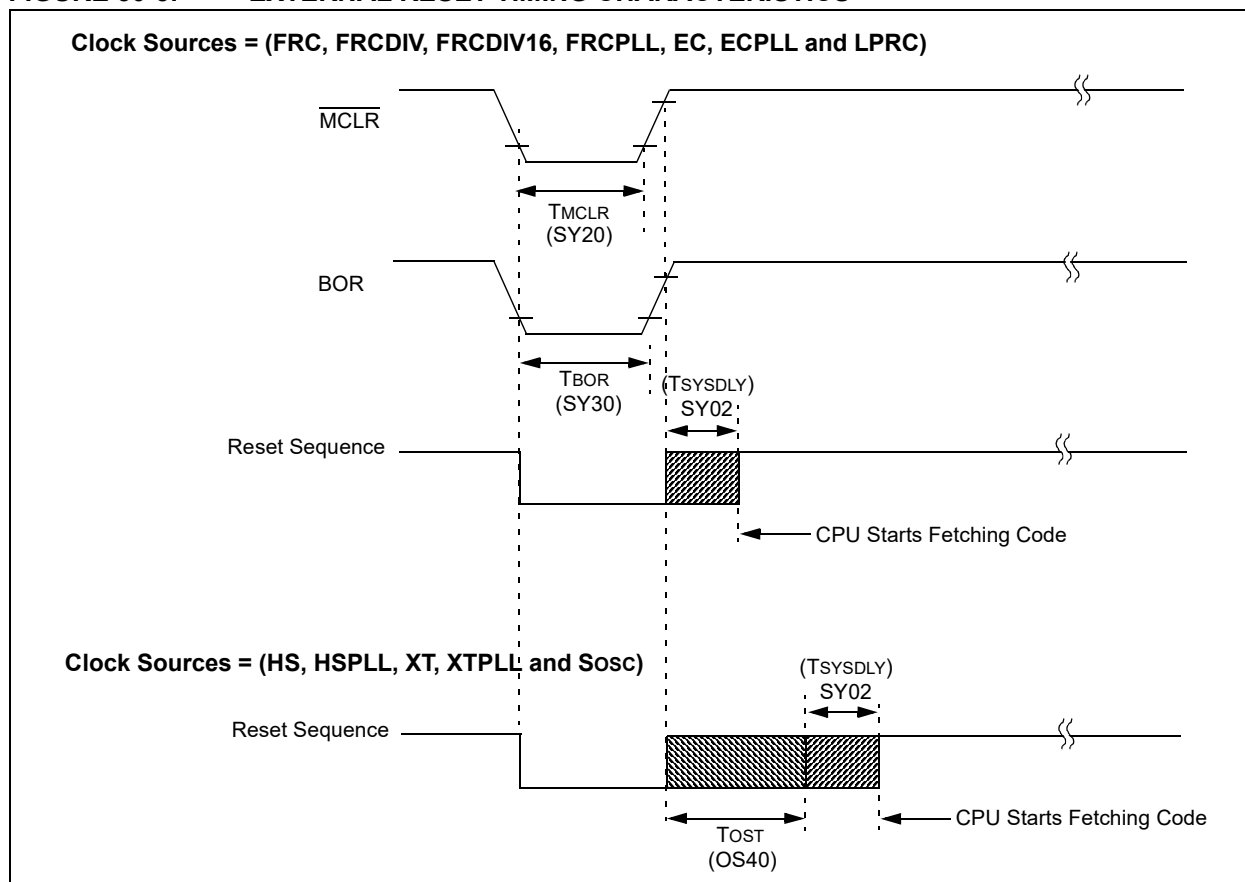 Clock Sources = (FRC, FRCDIV, FRCDIV16, FRCPLL, EC, ECPLL and LPRC)
MCLR
TMCLR
(SY20)
BOR
TBOR
(SY30)
(TSYSDLY)
SY02
Reset Sequence
CPU Starts Fetching Code
Clock Sources = (HS, HSPLL, XT, XTPLL and SOSC)
(TSYSDLY)
SY02
Reset Sequence
CPU Starts Fetching Code
TOST
(OS40)